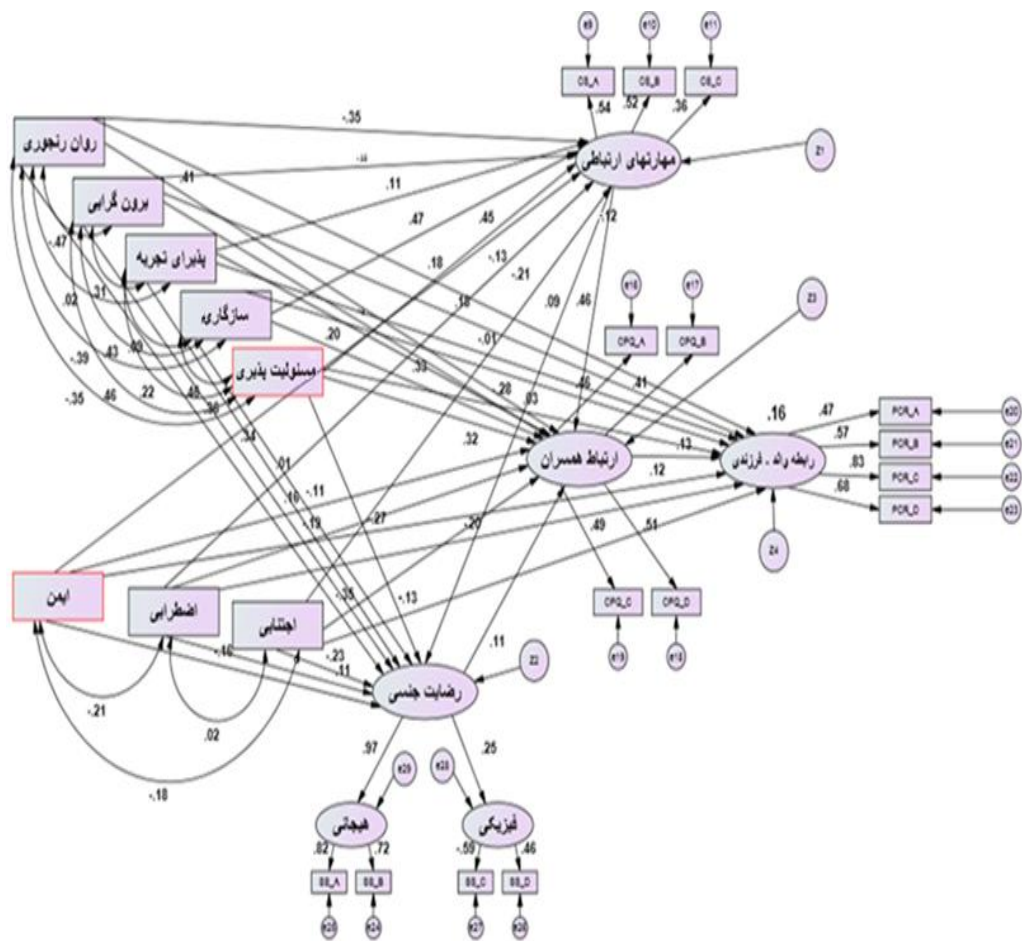 e9
e10
e11
CS_A
CS_B
CS_C
.54
.52
.36
-.35
روان رنجوری
مهارتهای ارتباطی
Z1
.41
برون گرایی
.11
.47
.45
-.12
-.47
پذیرای تجربه
.18
-.13
-.21
e16
e17
.02
.31
سازگاری
.18
.09
.46
Z3
CPQ_A
CPQ_B
.20
-.01
-.39
.43
.09
مسئولیت پذیری
.33
-.35
.46
.22
.28
.46
.41
.03
.16
.47
PCR_A
e20
.34
.32
.13
.57
PCR_B
e21
ارتباط همسران
رابطه والد ـ فرزندی
.01
.12
.83
PCR_C
e22
.16
-.11
.68
PCR_D
e23
-.19
.27
-.20
.49
.51
Z4
ایمن
اضطرابی
اجتنابی
-.35
-.13
CPQ_C
CPQ_D
-.16
-.23
.11
.11
Z2
e19
e18
رضایت جنسی
-.21
.02
.97
.25
-.18
e29
e28
هیجانی
فیزیکی
.82
.72
-.59
.46
SS_A
SS_B
SS_C
SS_D
e25
e24
e27
e26